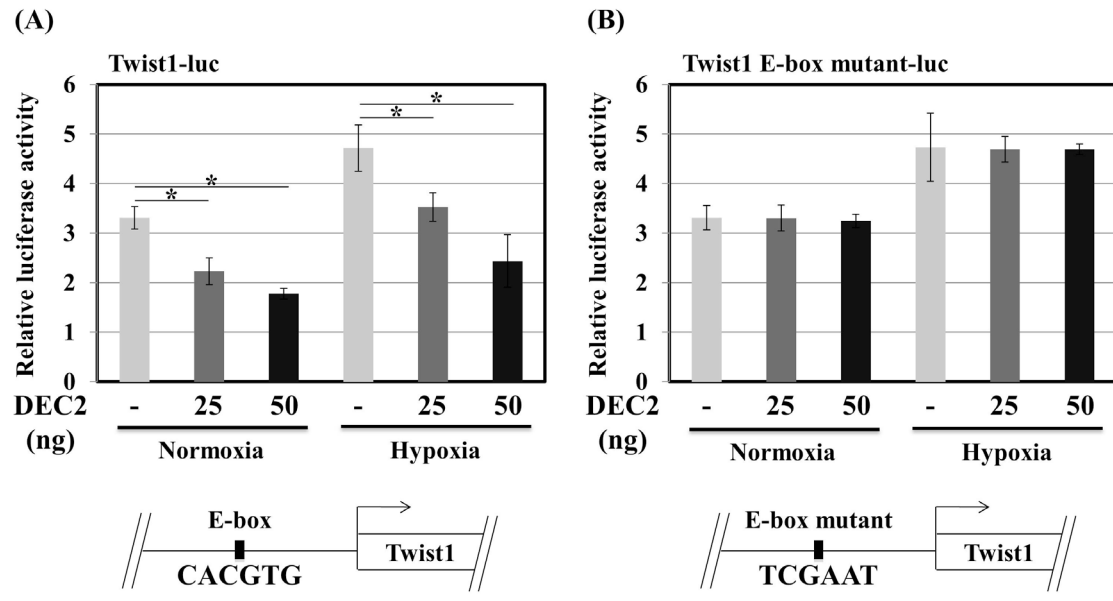 (A)
Twist1-luc
Relative luciferase activity
6
5
4
3
2
1
0
* *
* *
DEC2 - 25 50 - 25 50
(ng)
Normoxia Hypoxia
E-box
Twist1
CACGTG
(B)
Twist1 E-box mutant-luc
Relative luciferase activity
6
5
4
3
2
1
0
DEC2 - 25 50 - 25 50
(ng)
Normoxia Hypoxia
E-box mutant
Twist1
TCGAAT